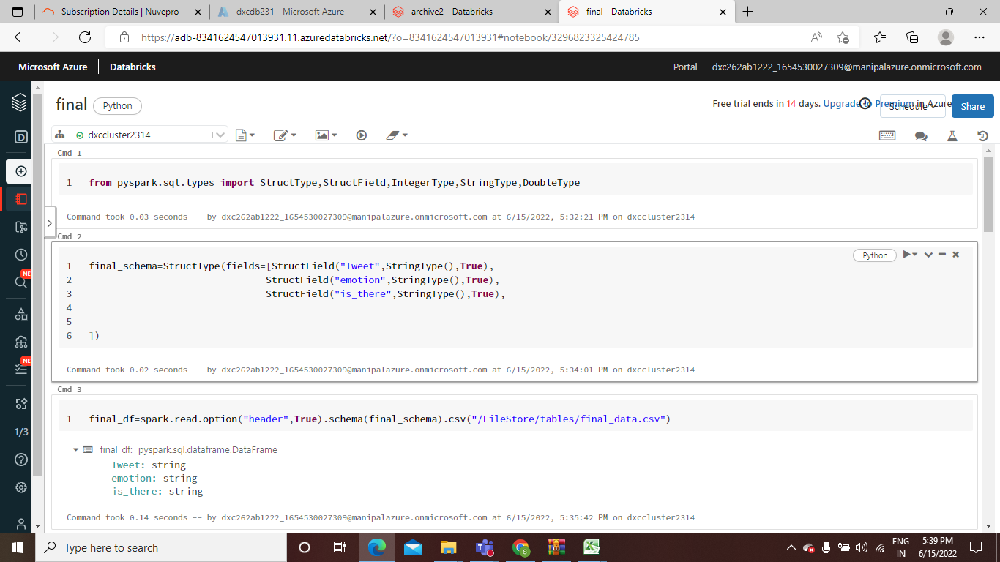 Subscription Details | Nuvepro
dxcdb231 - Microsoft Azure
archive2 - Databricks
final - Databricks
https://adb-8341624547013931.11.azuredatabricks.net/?o=8341624547013931#notebook/3296823325424785
Microsoft Azure
Databricks
Portal
dxc262ab1222_1654530027309@manipalazure.onmicrosoft.com
final
Python
Free trial ends in 14 days. Upgrade to Premium in Azure
Schedule
Share
dxccluster2314
Cmd 1
1 from pyspark.sql.types import StructType,StructField,IntegerType,StringType,DoubleType
Command took 0.03 seconds -- by dxc262ab1222_1654530027309@manipalazure.onmicrosoft.com at 6/15/2022, 5:32:21 PM on dxccluster2314
Cmd 2
Python
1 final_schema=StructType(fields=[StructField("Tweet",StringType(),True),
2 StructField("emotion",StringType(),True),
3 StructField("is_there",StringType(),True),
4
5
6 ])
Command took 0.02 seconds -- by dxc262ab1222_1654530027309@manipalazure.onmicrosoft.com at 6/15/2022, 5:34:01 PM on dxccluster2314
Cmd 3
1 final_df=spark.read.option("header",True).schema(final_schema).csv("/FileStore/tables/final_data.csv")
final_df: pyspark.sql.dataframe.DataFrame
Tweet: string
emotion: string
is_there: string
Command took 0.14 seconds -- by dxc262ab1222_1654530027309@manipalazure.onmicrosoft.com at 6/15/2022, 5:35:42 PM on dxccluster2314
D
1/3
Type here to search
ENG
IN
5:39 PM
6/15/2022